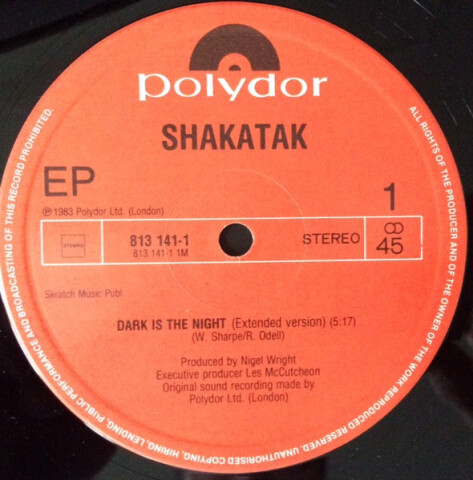 polydor
SHAKATAK
EP
1
℗ 1983 Polydor Ltd. (London)
STEMRA
813 141-1
813 141-1 1M
STEREO
45
Skratch Music Publ.
DARK IS THE NIGHT (Extended version) (5:17)
(W. Sharpe/R. Odell)
Produced by Nigel Wright
Executive producer Les McCutcheon
Original sound recording made by
Polydor Ltd. (London)
ALL RIGHTS OF THE PRODUCER AND OF THE OWNER OF THE WORK REPRODUCED RESERVED. UNAUTHORISED COPYING, HIRING, LENDING, PUBLIC PERFORMANCE AND BROADCASTING OF THIS RECORD PROHIBITED.